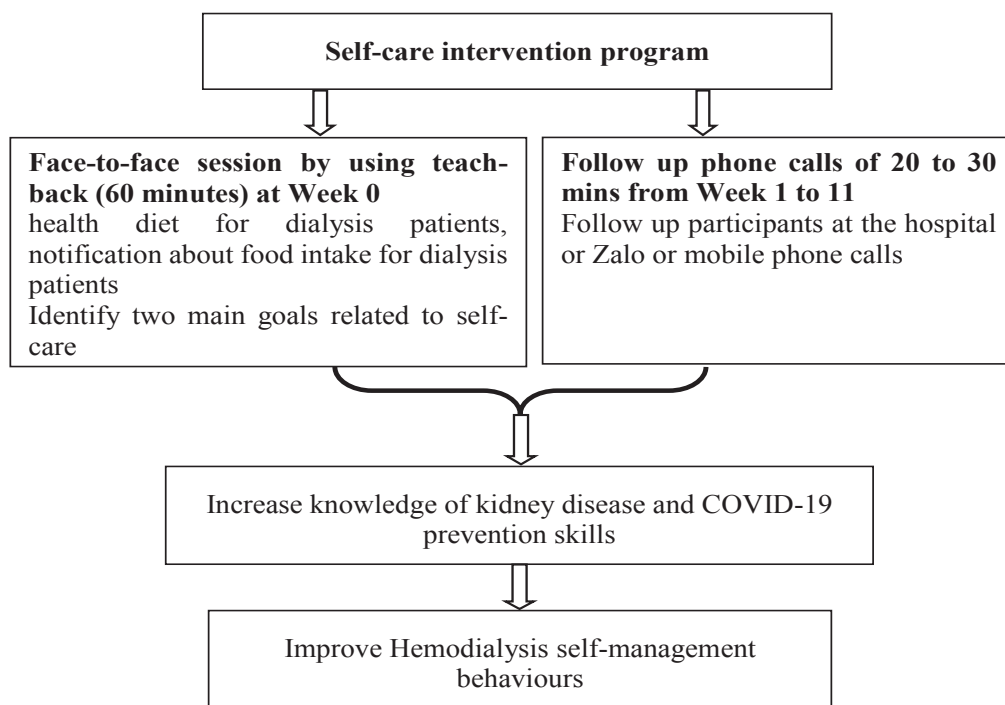 Self-care intervention program
Face-to-face session by using teach-
back (60 minutes) at Week 0
health diet for dialysis patients,
notification about food intake for dialysis
patients
Identify two main goals related to self-
care
Follow up phone calls of 20 to 30
mins from Week 1 to 11
Follow up participants at the hospital
or Zalo or mobile phone calls
Increase knowledge of kidney disease and COVID-19
prevention skills
Improve Hemodialysis self-management
behaviours